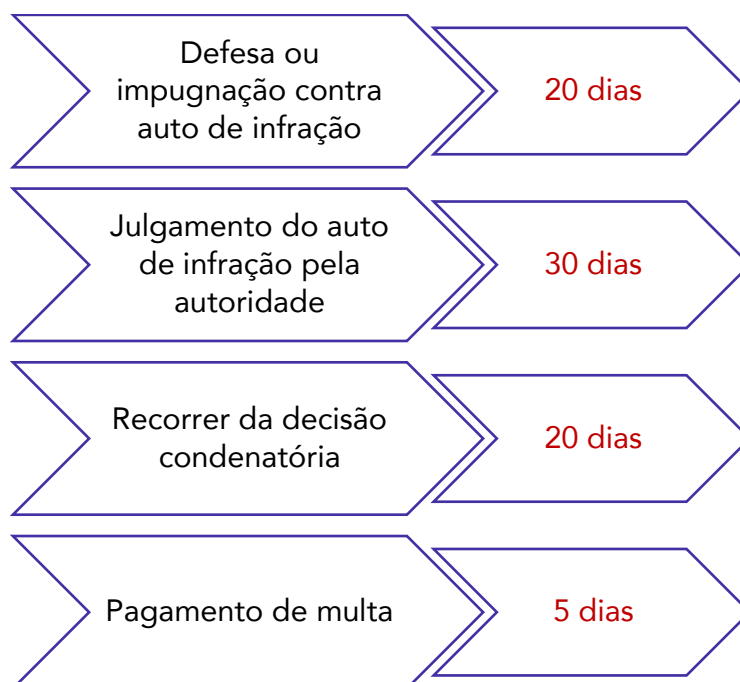 Defesa ou
impugnação contra
auto de infração
20 dias
Julgamento do auto
de infração pela
autoridade
30 dias
Recorrer da decisão
condenatória
20 dias
Pagamento de multa
5 dias